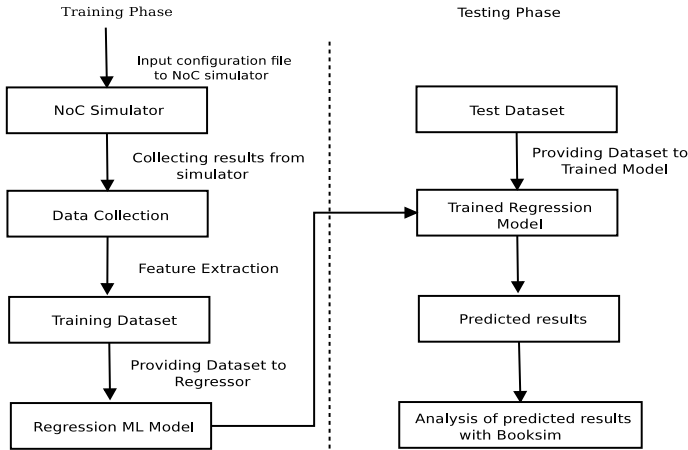 Training Phase
Input configuration file
to NoC simulator
NoC Simulator
Collecting results from
simulator
Data Collection
Feature Extraction
Training Dataset
Providing Dataset to
Regressor
Regression ML Model
Testing Phase
Test Dataset
Providing Dataset to
Trained Model
Trained Regression
Model
Predicted results
Analysis of predicted results
with Booksim